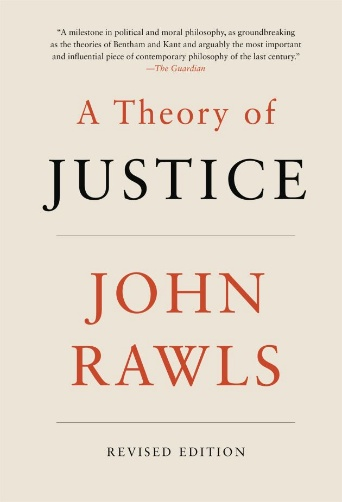 “A milestone in political and moral philosophy, as groundbreaking
as the theories of Bentham and Kant and arguably the most important
and influential piece of contemporary philosophy of the last century.”
—The Guardian
A Theory of
JUSTICE
JOHN
RAWLS
REVISED EDITION